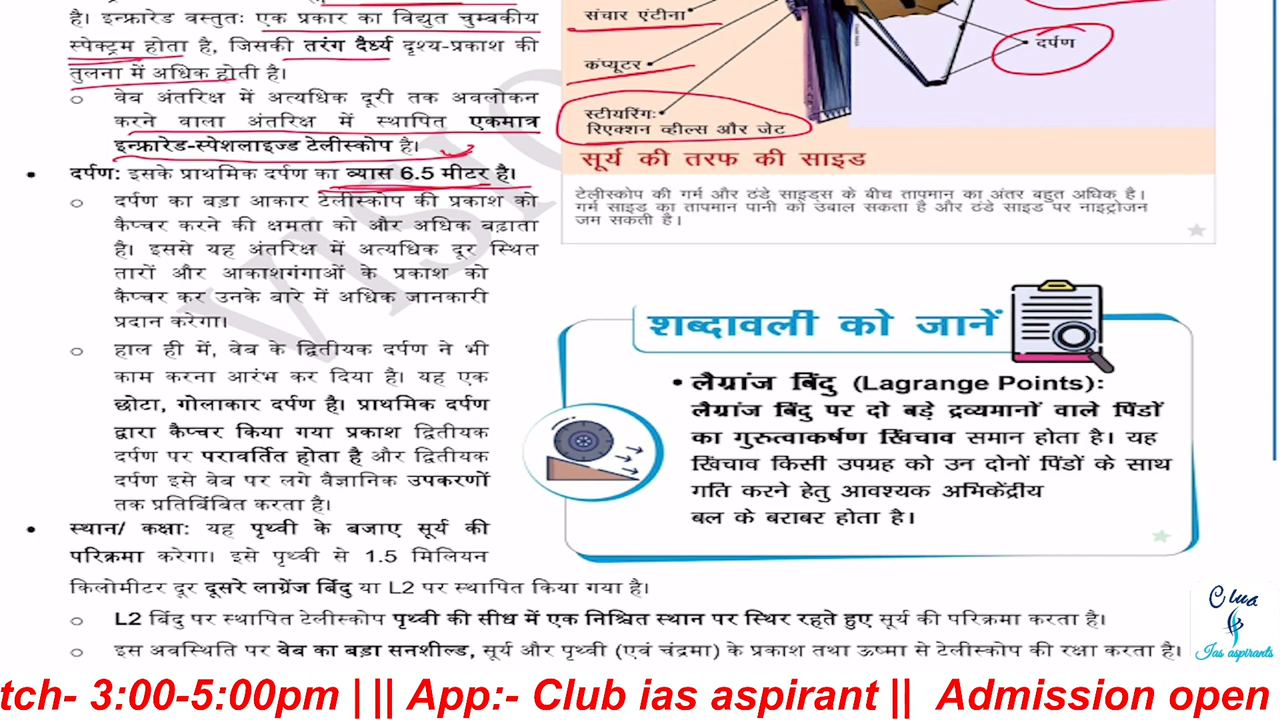 है। इन्फ्रारेड वस्तुतः एक प्रकार का विद्युत चुम्बकीय
स्पेक्ट्रम होता है, जिसकी तरंग दैर्ध्य दृश्य-प्रकाश की
तुलना में अधिक होती है।
o वेब अंतरिक्ष में अत्यधिक दूरी तक अवलोकन
करने वाला अंतरिक्ष में स्थापित एकमात्र
इन्फ्रारेड-स्पेशलाइज्ड टेलीस्कोप है।
• दर्पण: इसके प्राथमिक दर्पण का व्यास 6.5 मीटर है।
o दर्पण का बड़ा आकार टेलीस्कोप की प्रकाश को
कैप्चर करने की क्षमता को और अधिक बढ़ाता
है। इससे यह अंतरिक्ष में अत्यधिक दूर स्थित
तारों और आकाशगंगाओं के प्रकाश को
कैप्चर कर उनके बारे में अधिक जानकारी
प्रदान करेगा।
o हाल ही में, वेब के द्वितीयक दर्पण ने भी
काम करना आरंभ कर दिया है। यह एक
छोटा, गोलाकार दर्पण है। प्राथमिक दर्पण
द्वारा कैप्चर किया गया प्रकाश द्वितीयक
दर्पण पर परावर्तित होता है और द्वितीयक
दर्पण इसे वेब पर लगे वैज्ञानिक उपकरणों
तक प्रतिबिंबित करता है।
• स्थान/ कक्षा: यह पृथ्वी के बजाए सूर्य की
परिक्रमा करेगा। इसे पृथ्वी से 1.5 मिलियन
किलोमीटर दूर दूसरे लाग्रेंज बिंदु या L2 पर स्थापित किया गया है।
o L2 बिंदु पर स्थापित टेलीस्कोप पृथ्वी की सीध में एक निश्चित स्थान पर स्थिर रहते हुए सूर्य की परिक्रमा करता है।
o इस अवस्थिति पर वेब का बड़ा सनशील्ड, सूर्य और पृथ्वी (एवं चंद्रमा) के प्रकाश तथा ऊष्मा से टेलीस्कोप की रक्षा करता है।
संचार एंटीना
कंप्यूटर
स्टीयरिंग:
रिएक्शन व्हील्स और जेट
दर्पण
सूर्य की तरफ की साइड
टेलीस्कोप की गर्म और ठंडे साइड्स के बीच तापमान का अंतर बहुत अधिक है।
गर्म साइड का तापमान पानी को उबाल सकता है और ठंडे साइड पर नाइट्रोजन
जम सकती है।
शब्दावली को जानें
• लैग्रांज बिंदु (Lagrange Points):
लैग्रांज बिंदु पर दो बड़े द्रव्यमानों वाले पिंडों
का गुरुत्वाकर्षण खिंचाव समान होता है। यह
खिंचाव किसी उपग्रह को उन दोनों पिंडों के साथ
गति करने हेतु आवश्यक अभिकेंद्रीय
बल के बराबर होता है।
VISIO
Club
Ias aspirants
tch- 3:00-5:00pm | || App:- Club ias aspirant || Admission open